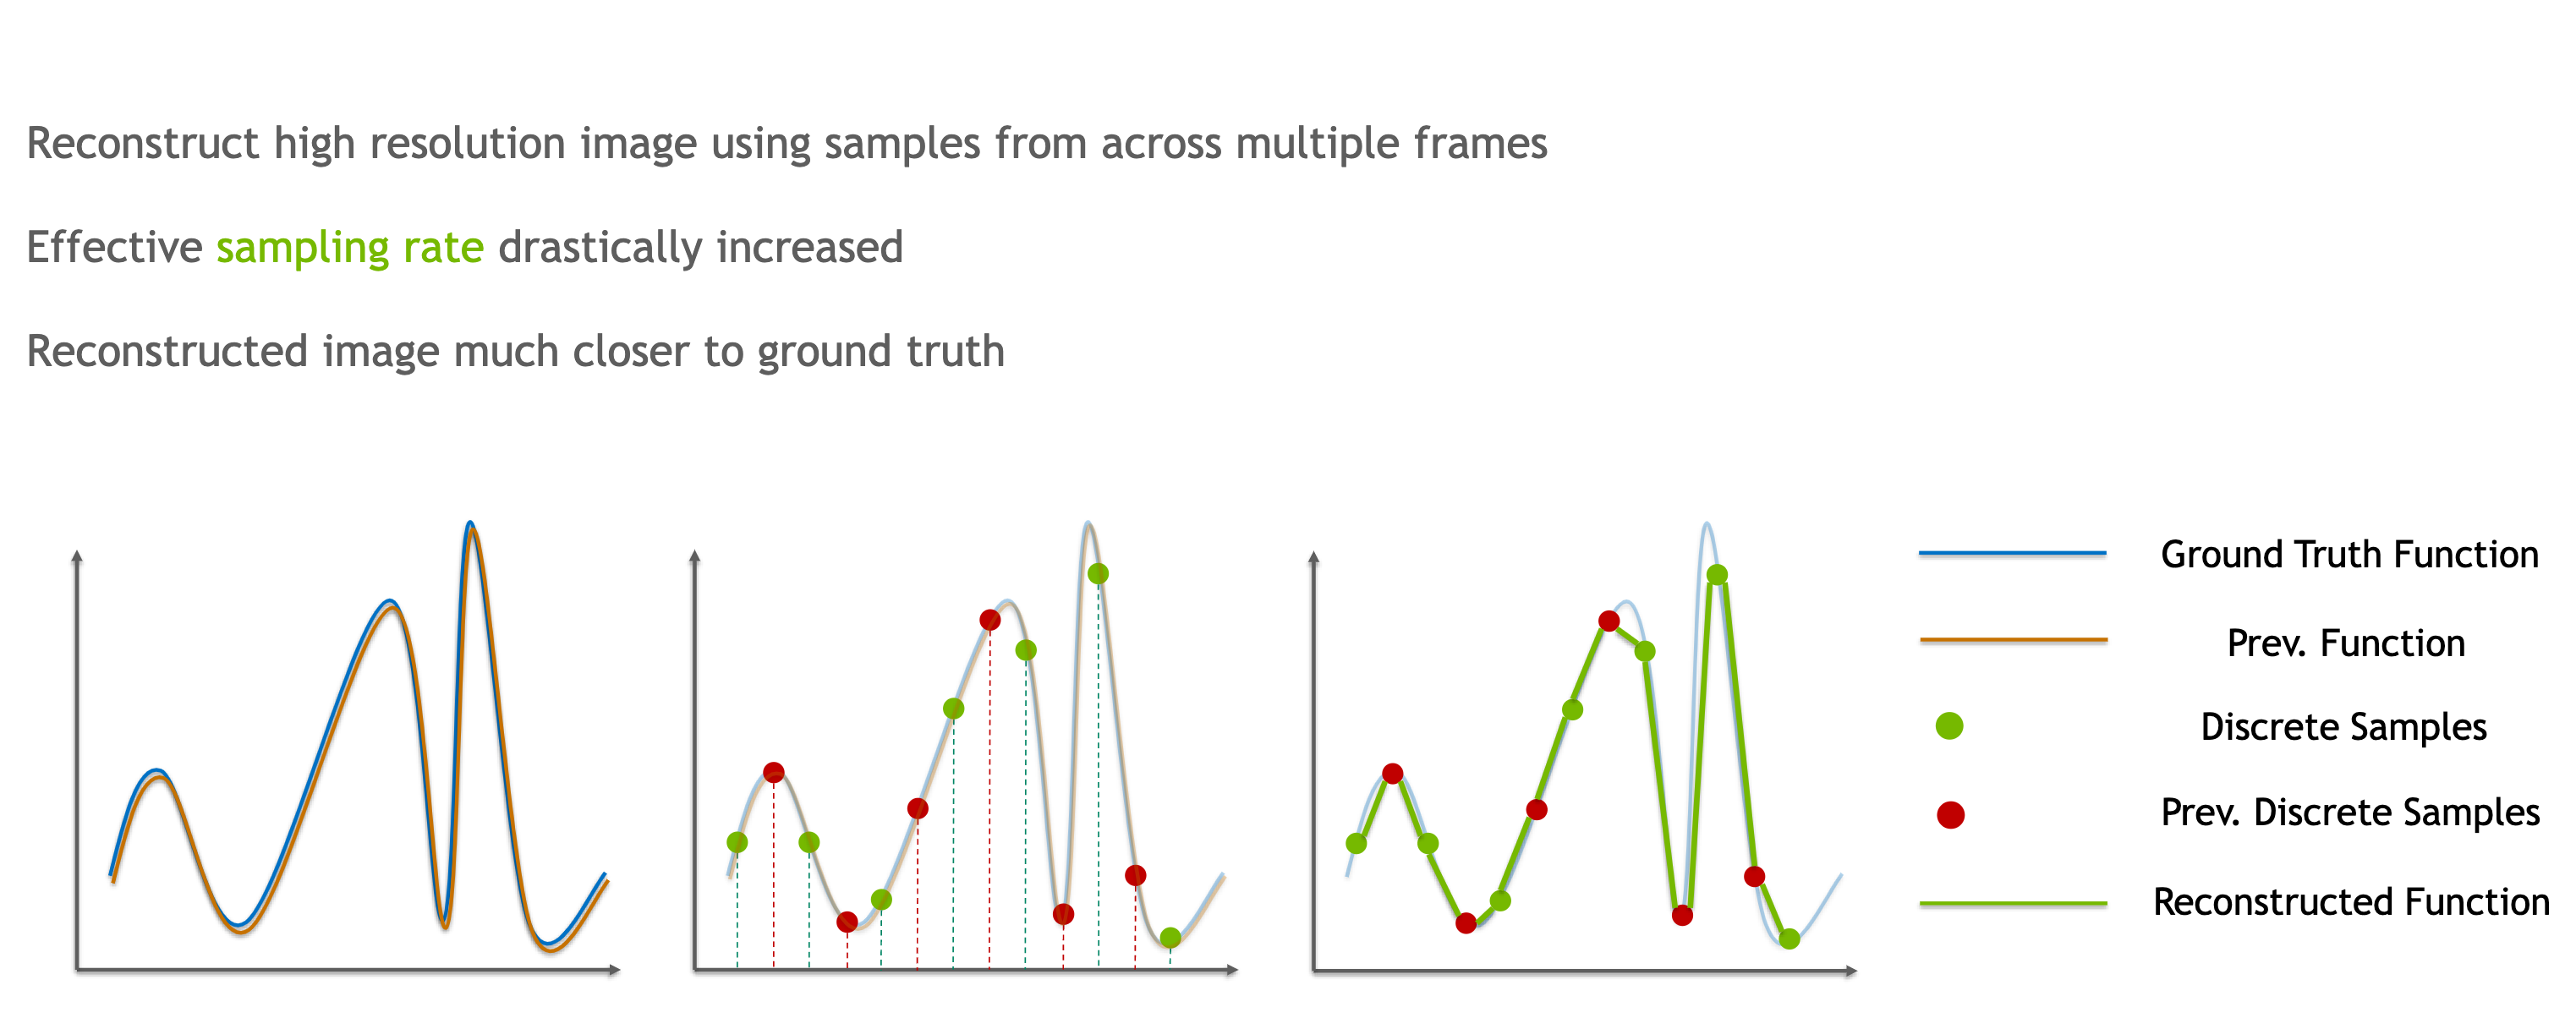 Reconstruct high resolution image using samples from across multiple frames
Effective sampling rate drastically increased
Reconstructed image much closer to ground truth
Ground Truth Function
Prev. Function
Discrete Samples
Prev. Discrete Samples
Reconstructed Function